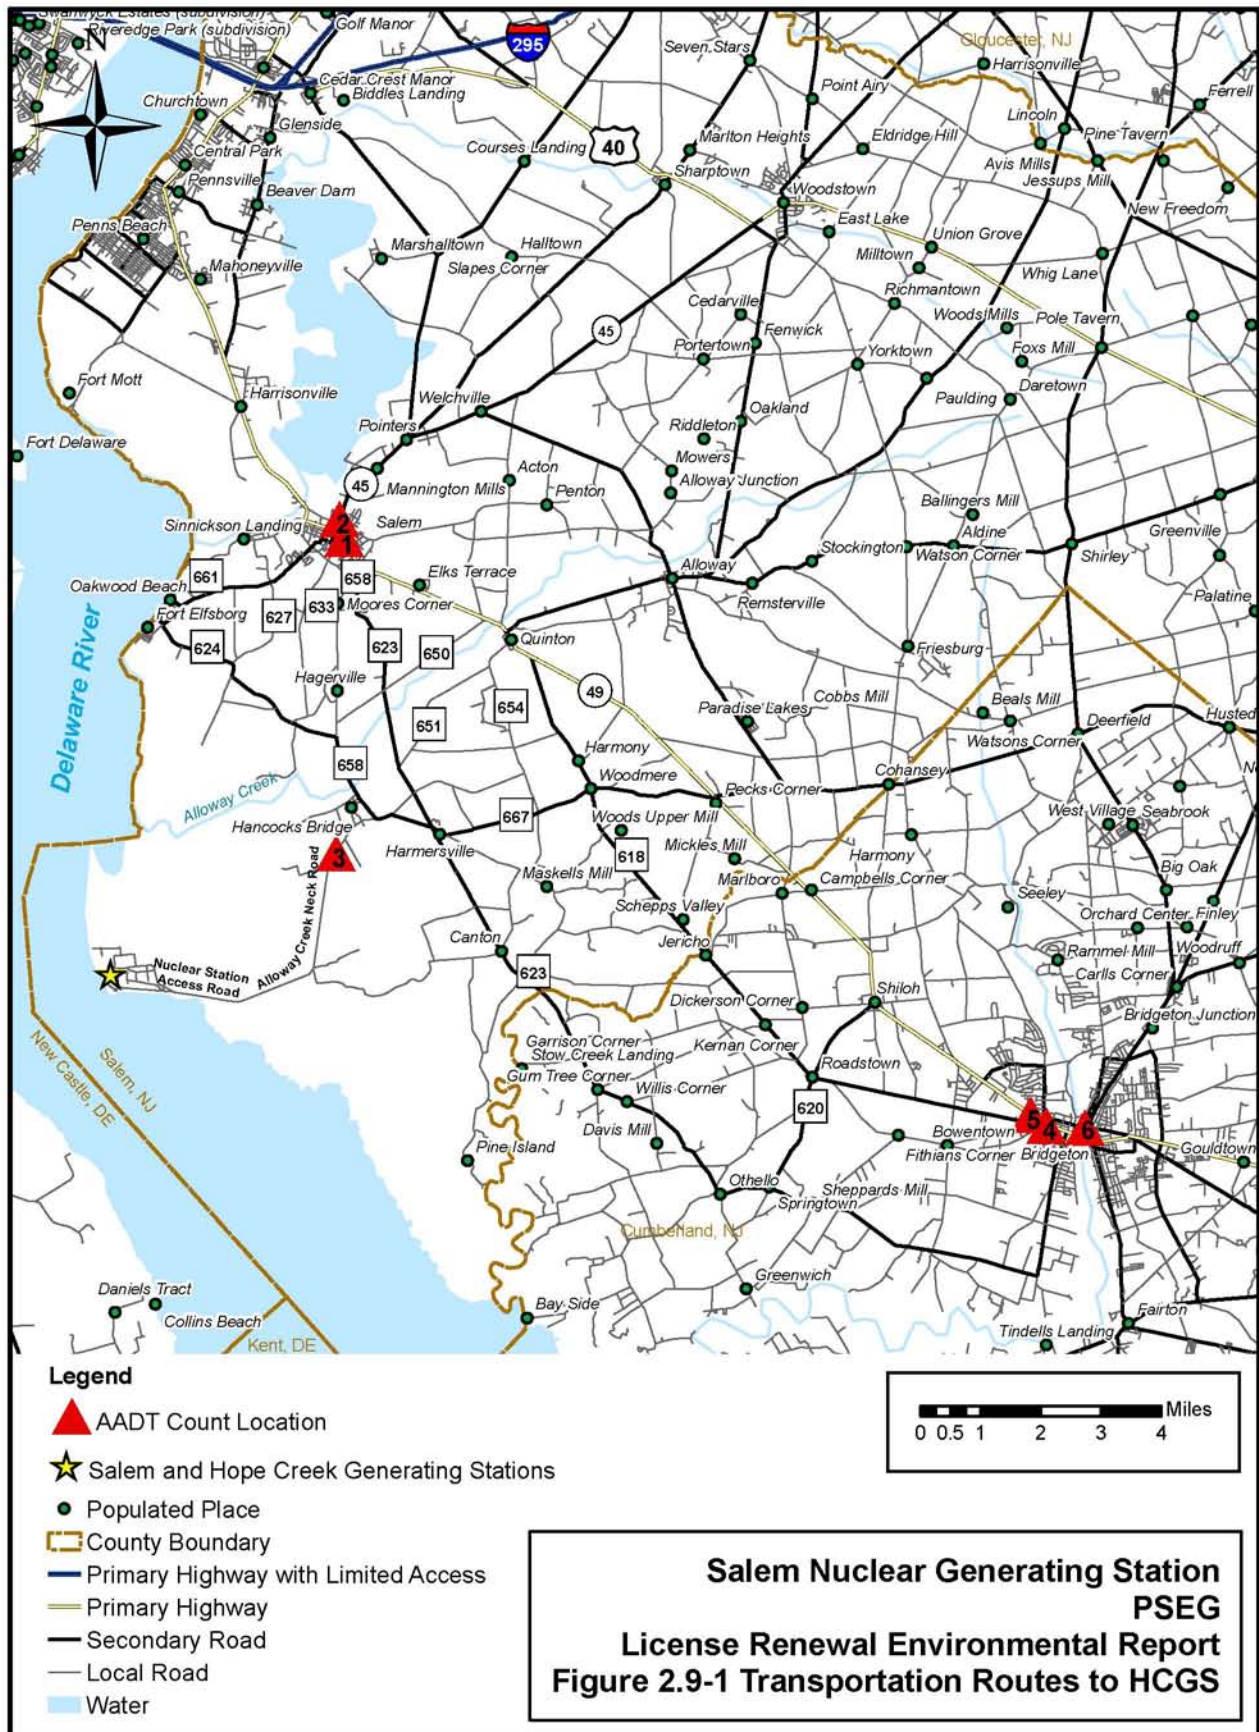 Swanwyck Estates (subdivision)
Riveredge Park (subdivision)
Golf Manor
N
295
Seven Stars
Gloucester, NJ
Harrisonville
Cedar Crest Manor
Biddles Landing
Churchtown
Point Airy
Ferrell
Glenside
Lincoln
Pine Tavern
40
Marlton Heights
Eldridge Hill
Courses Landing
Central Park
Avis Mills
Sharptown
Jessups Mill
Pennsville
Beaver Dam
Woodstown
New Freedom
Penns Beach
East Lake
Marshalltown
Halltown
Union Grove
Milltown
Slapes Corner
Mahoneyville
Whig Lane
Richmantown
Cedarville
Woods Mills
Pole Tavern
45
Fenwick
Portertown
Yorktown
Foxs Mill
Fort Mott
Daretown
Harrisonville
Welchville
Paulding
Pointers
Oakland
Riddleton
Fort Delaware
Mowers
Acton
45
Mannington Mills
Alloway Junction
Penton
Ballingers Mill
2
Salem
Sinnickson Landing
Aldine
Greenville
1
Stockington
Watson Corner
Shirley
Alloway
661
658
Elks Terrace
Oakwood Beach
Remsterville
633
Moores Corner
Palatine
627
Fort Elfsborg
Delaware River
624
623
650
Quinton
Friesburg
Hagerville
49
654
Cobbs Mill
Beals Mill
651
Paradise Lakes
Deerfield
Husted
Watsons Corner
Harmony
658
Cohansey
Woodmere
Pecks Corner
Alloway Creek
667
Hancocks Bridge
Woods Upper Mill
West Village
Seabrook
Harmersville
618
Mickles Mill
Harmony
3
Big Oak
Maskells Mill
Marlboro
Campbells Corner
Alloway Creek Neck Road
Schepps Valley
Seeley
Orchard Center
Finley
Canton
Jericho
Rammel Mill
Woodruff
Nuclear Station
Access Road
623
Carlls Corner
Dickerson Corner
Shiloh
Bridgeton Junction
Garrison Corner
Kernan Corner
Stow Creek Landing
Roadstown
Salem, NJ
New Castle, DE
Gum Tree Corner
Willis Corner
620
5
4
6
Davis Mill
Bowentown
Pine Island
Fithians Corner
Bridgeton
Gouldtown
Othello
Sheppards Mill
Springtown
Cumberland, NJ
Greenwich
Daniels Tract
Collins Beach
Bay Side
Fairton
Tindells Landing
Kent, DE
Legend
AADT Count Location
Salem and Hope Creek Generating Stations
Populated Place
County Boundary
Primary Highway with Limited Access
Primary Highway
Secondary Road
Local Road
Water
Miles
0 0.5 1 2 3 4
Salem Nuclear Generating Station
PSEG
License Renewal Environmental Report
Figure 2.9-1 Transportation Routes to HCGS